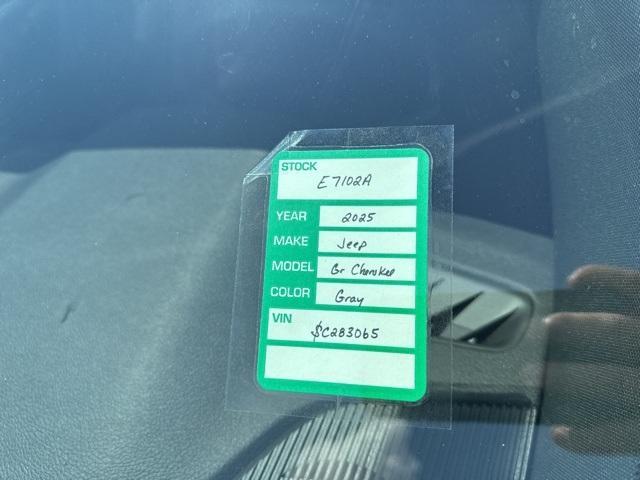 STOCK
E7102A
YEAR 2025
MAKE Jeep
MODEL Gr Cherokee
COLOR Gray
VIN
SC283065